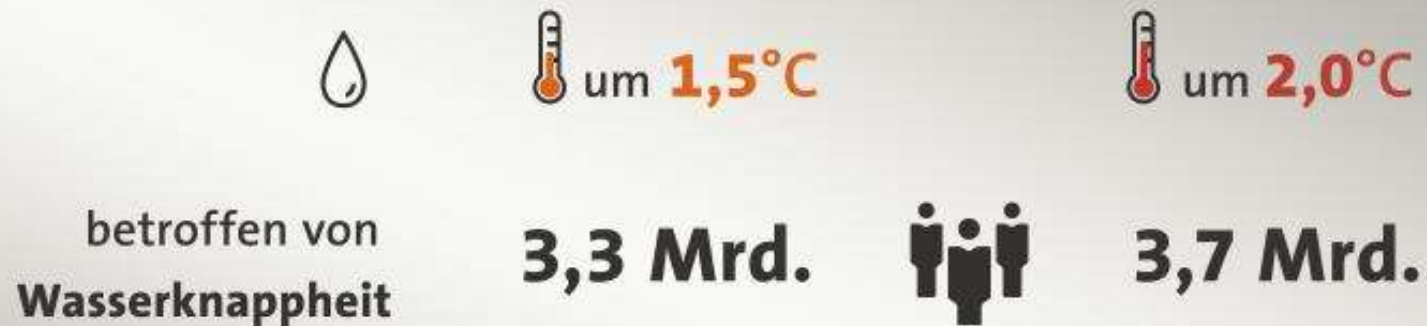 um 1,5°C
um 2,0°C
betroffen von
Wasserknappheit
3,3 Mrd.
3,7 Mrd.